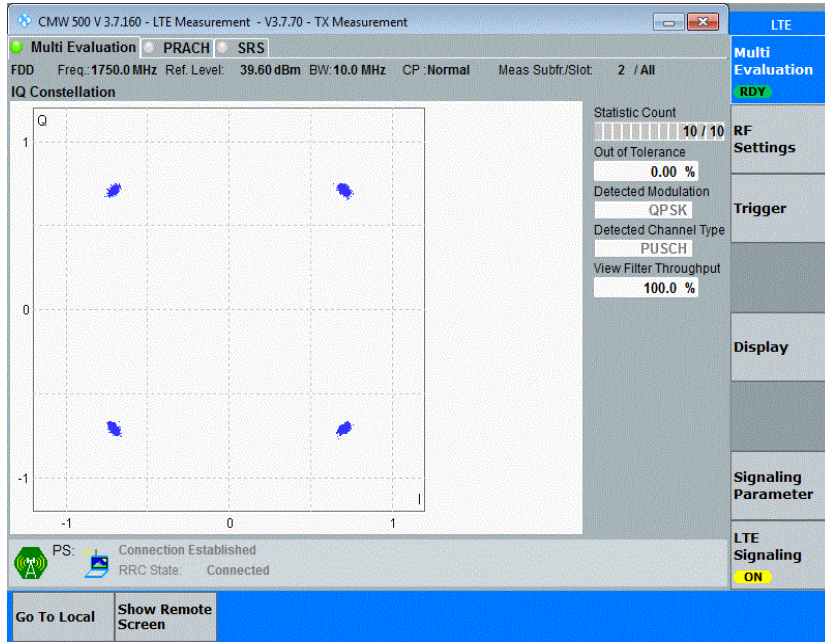 CMW 500 V 3.7.160 - LTE Measurement - V3.7.70 - TX Measurement
LTE
Multi Evaluation PRACH SRS
FDD Freq.: 1750.0 MHz Ref. Level: 39.60 dBm BW: 10.0 MHz CP : Normal Meas Subfr./Slot: 2 / All
IQ Constellation
Q
1
0
-1
I
-1 0 1
Statistic Count
10 / 10
Out of Tolerance
0.00 %
Detected Modulation
QPSK
Detected Channel Type
PUSCH
View Filter Throughput
100.0 %
Multi
Evaluation
RDY
RF
Settings
Trigger
Display
Signaling
Parameter
LTE
Signaling
ON
PS: Connection Established
RRC State: Connected
Go To Local
Show Remote
Screen